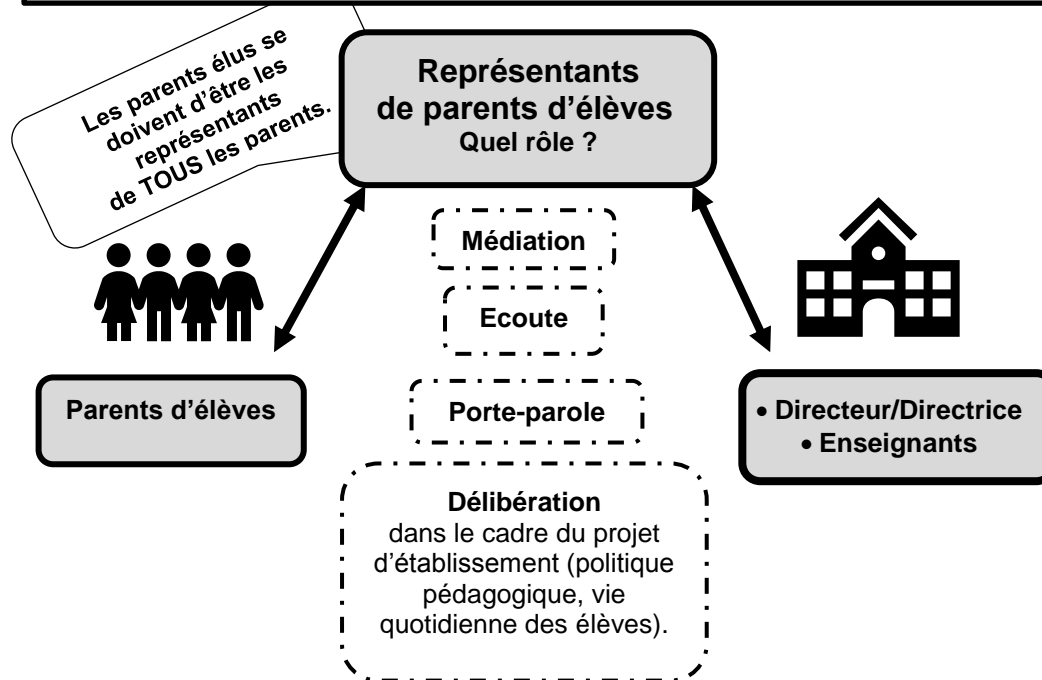 Les parents élus se
doivent d'être les
représentants
de TOUS les parents.
Représentants
de parents d'élèves
Quel rôle ?
Médiation
Ecoute
Parents d'élèves
Porte-parole
• Directeur/Directrice
• Enseignants
Délibération
dans le cadre du projet
d'établissement (politique
pédagogique, vie
quotidienne des élèves).